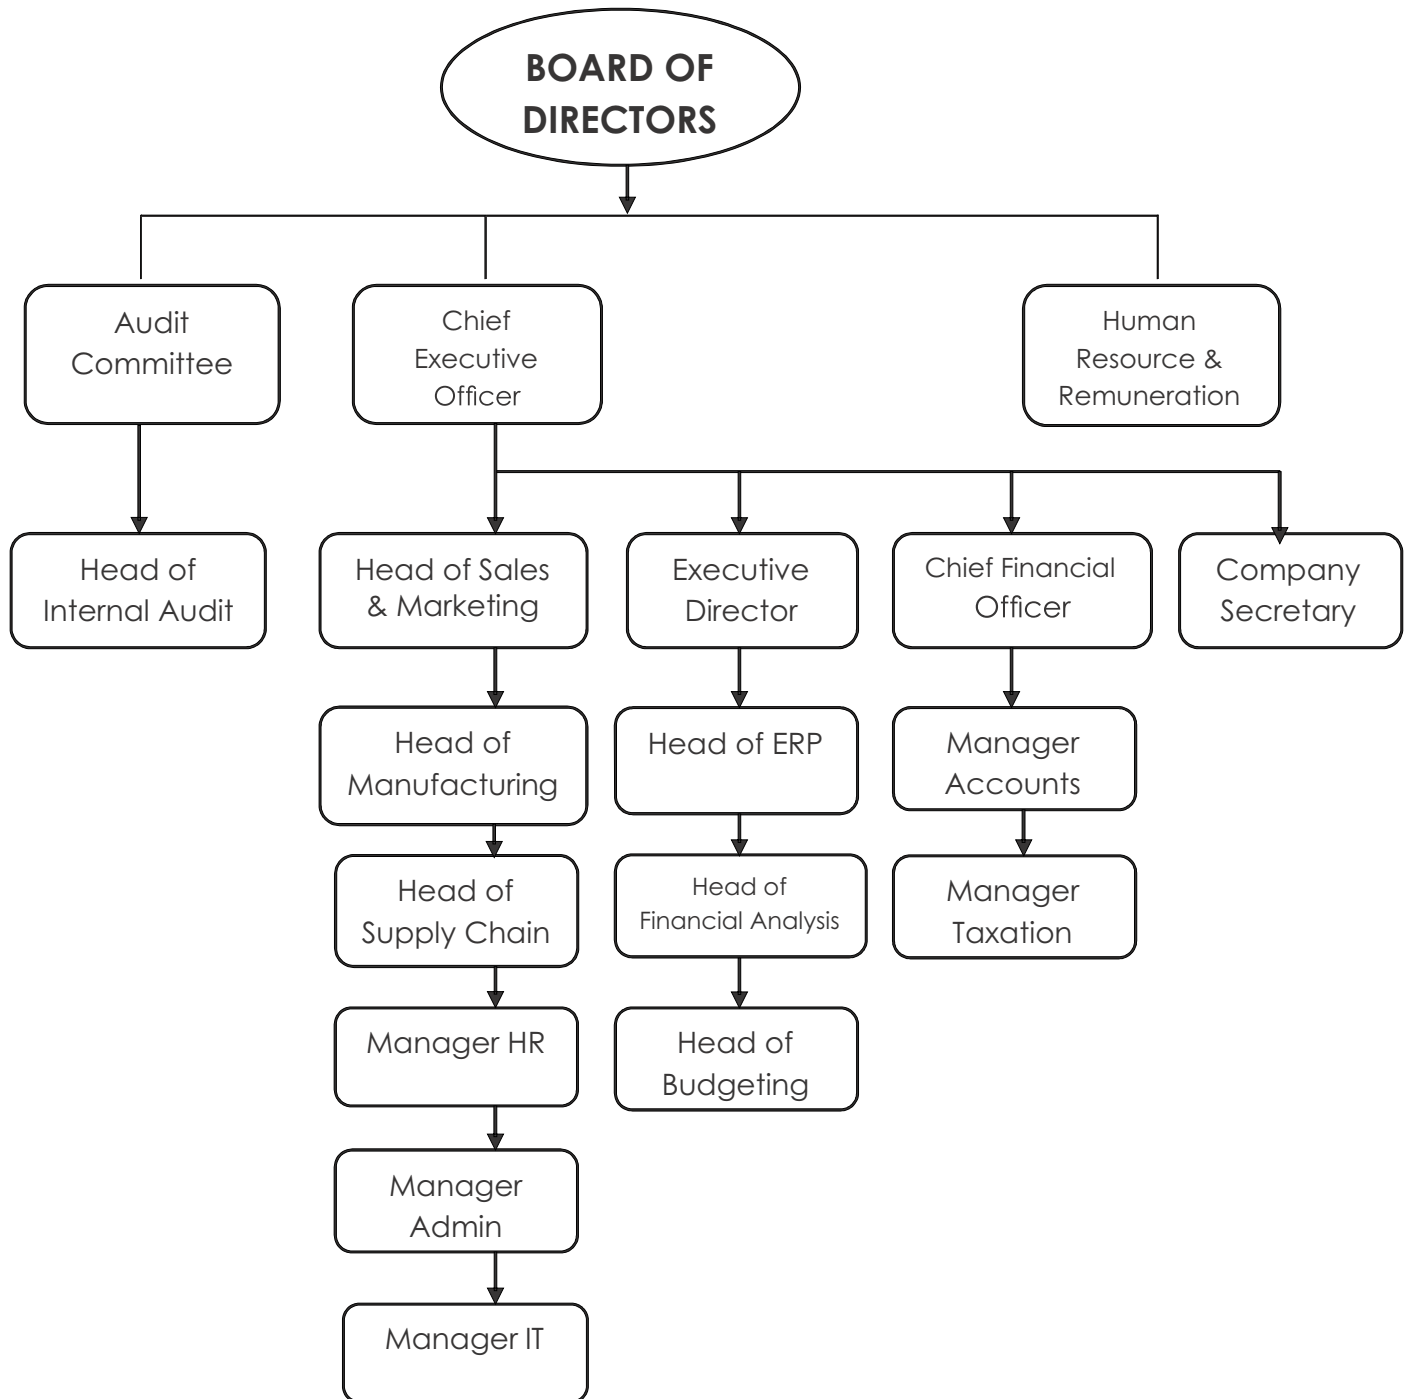 BOARD OF
DIRECTORS
Audit
Committee
Chief
Executive
Officer
Human
Resource &
Remuneration
Head of
Internal Audit
Head of Sales
& Marketing
Executive
Director
Chief Financial
Officer
Company
Secretary
Head of
Manufacturing
Head of ERP
Manager
Accounts
Head of
Supply Chain
Head of
Financial Analysis
Manager
Taxation
Manager HR
Head of
Budgeting
Manager
Admin
Manager IT